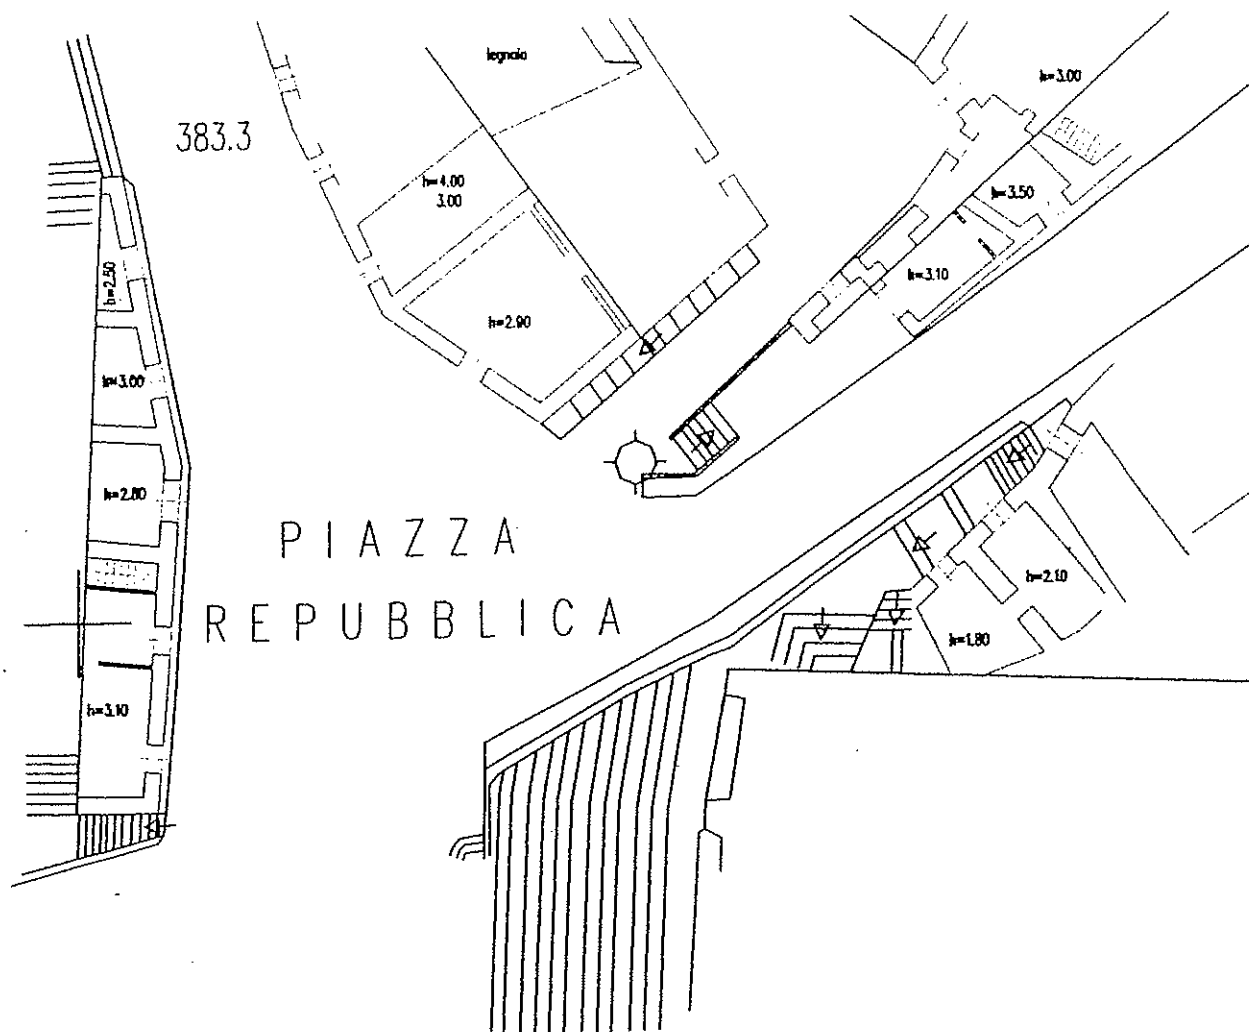 legnaia
h=3.00
383.3
h=4.00
3.00
h=3.50
h=2.50
h=3.10
h=2.90
h=3.00
h=2.80
PIAZZA
h=2.10
REPUBBLICA
h=1.80
h=3.10